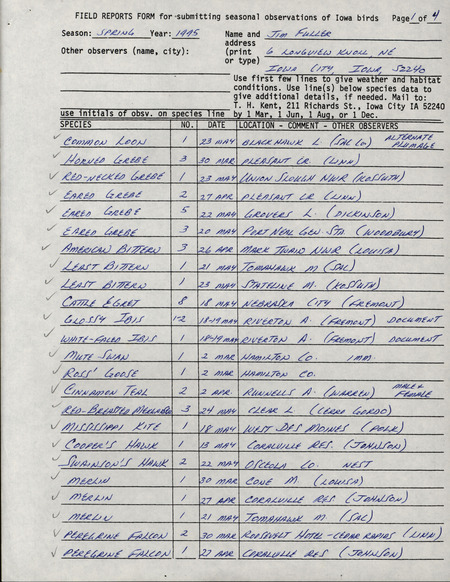 FIELD REPORTS FORM for submitting seasonal observations of Iowa birds Page 1 of 4
Season: SPRING Year: 1995 Name and JIM FULLER
address
Other observers (name, city): (print 6 LONGVIEW KNOLL, NE
or type)
IOWA CITY, IOWA, 52240
Use first few lines to give weather and habitat
conditions. Use line(s) below species data to
give additional details, if needed. Mail to:
T. H. Kent, 211 Richards St., Iowa City IA 52240
use initials of obsv. on species line by 1 Mar, 1 Jun, 1 Aug, or 1 Dec.
SPECIES NO. DATE LOCATION - COMMENT - OTHER OBSERVERS
COMMON LOON 1 23 MAY BLACK HAWK L (SAC CO) ALTERNATE PLUMAGE
HORNED GREBE 3 30 MAR PLEASANT CR. (LINN)
RED-NECKED GREBE 1 23 MAY UNION SLOUGH NWR (KOSSUTH)
EARED GREBE 2 27 APR PLEASANT CR (LINN)
EARED GREBE 5 22 MAY GROVERS L. (DICKINSON)
EARED GREBE 3 20 MAY PORT NEAL GEN. STA. (WOODBURY)
AMERICAN BITTERN 3 26 APR MARK TWAIN NWR (LOUISA)
LEAST BITTERN 1 21 MAY TOMAHAWK M (SAC)
LEAST BITTERN 1 23 MAY STATELINE M. (KOSSUTH)
CATTLE EGRET 8 18 MAY NEBRASKA CITY (FREMONT)
GLOSSY IBIS 1-2 18-19 MAY RIVERTON A. (FREMONT) DOCUMENT
WHITE-FACED IBIS 1 18-19 MAY RIVERTON A. (FREMONT) DOCUMENT
MUTE SWAN 1 2 MAR HAMILTON CO. IMM.
ROSS' GOOSE 1 2 MAR HAMILTON CO.
CINNAMON TEAL 2 2 APR. RUNNELLS A. (WARREN) MALE & FEMALE
RED-BREASTED MERGANSER 3 24 MAY CLEAR L (CERRO GORDO)
MISSISSIPPI KITE 1 18 MAY WEST DES MOINES (POLK)
COOPER'S HAWK 1 13 MAY CORALVILLE RES. (JOHNSON)
SWAINSON'S HAWK 2 22 MAY OSCEOLA CO. NEST
MERLIN 1 30 MAR CONE M. (LOUISA)
MERLIN 1 27 APR CORALVILLE RES (JOHNSON)
MERLIN 1 21 MAY TOMAHAWK M. (SAC)
PEREGRINE FALCON 2 30 MAR ROOSEVELT HOTEL - CEDAR RAPIDS (LINN)
PEREGRINE FALCON 1 27 APR CORALVILLE RES (JOHNSON)